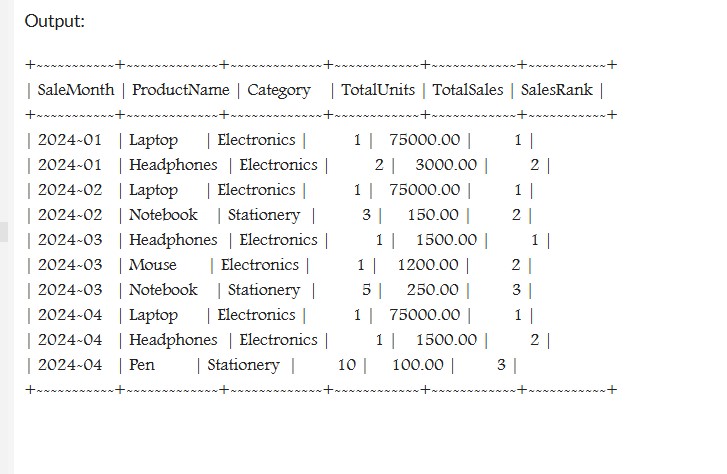 Output:
+~~~~~~~~~~~+~~~~~~~~~~~~~+~~~~~~~~~~~~~+~~~~~~~~~~~~+~~~~~~~~~~~~+~~~~~~~~~~~+
| SaleMonth | ProductName | Category | TotalUnits | TotalSales | SalesRank |
+~~~~~~~~~~~+~~~~~~~~~~~~~+~~~~~~~~~~~~~+~~~~~~~~~~~~+~~~~~~~~~~~~+~~~~~~~~~~~+
| 2024~01 | Laptop | Electronics | 1 | 75000.00 | 1 |
| 2024~01 | Headphones | Electronics | 2 | 3000.00 | 2 |
| 2024~02 | Laptop | Electronics | 1 | 75000.00 | 1 |
| 2024~02 | Notebook | Stationery | 3 | 150.00 | 2 |
| 2024~03 | Headphones | Electronics | 1 | 1500.00 | 1 |
| 2024~03 | Mouse | Electronics | 1 | 1200.00 | 2 |
| 2024~03 | Notebook | Stationery | 5 | 250.00 | 3 |
| 2024~04 | Laptop | Electronics | 1 | 75000.00 | 1 |
| 2024~04 | Headphones | Electronics | 1 | 1500.00 | 2 |
| 2024~04 | Pen | Stationery | 10 | 100.00 | 3 |
+~~~~~~~~~~~+~~~~~~~~~~~~~+~~~~~~~~~~~~~+~~~~~~~~~~~~+~~~~~~~~~~~~+~~~~~~~~~~~+